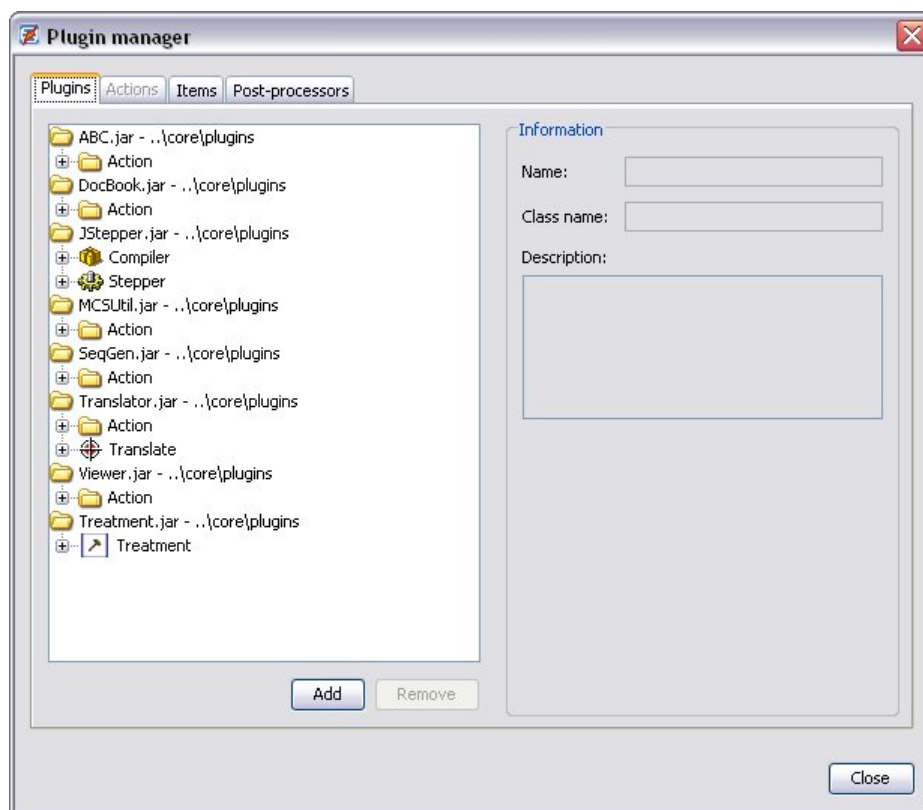 Plugin manager
Plugins Actions Items Post-processors
ABC.jar - ..\core\plugins
Action
DocBook.jar - ..\core\plugins
Action
JStepper.jar - ..\core\plugins
Compiler
Stepper
MCSUtil.jar - ..\core\plugins
Action
SeqGen.jar - ..\core\plugins
Action
Translator.jar - ..\core\plugins
Action
Translate
Viewer.jar - ..\core\plugins
Action
Treatment.jar - ..\core\plugins
Treatment
Add Remove
Information
Name:
Class name:
Description:
Close